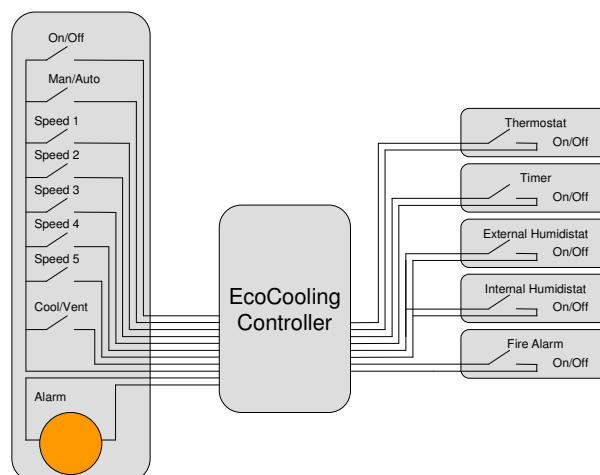 On/Off
Man/Auto
Speed 1
Speed 2
Speed 3
Speed 4
Speed 5
Cool/Vent
Alarm
EcoCooling
Controller
Thermostat
On/Off
Timer
On/Off
External Humidistat
On/Off
Internal Humidistat
On/Off
Fire Alarm
On/Off